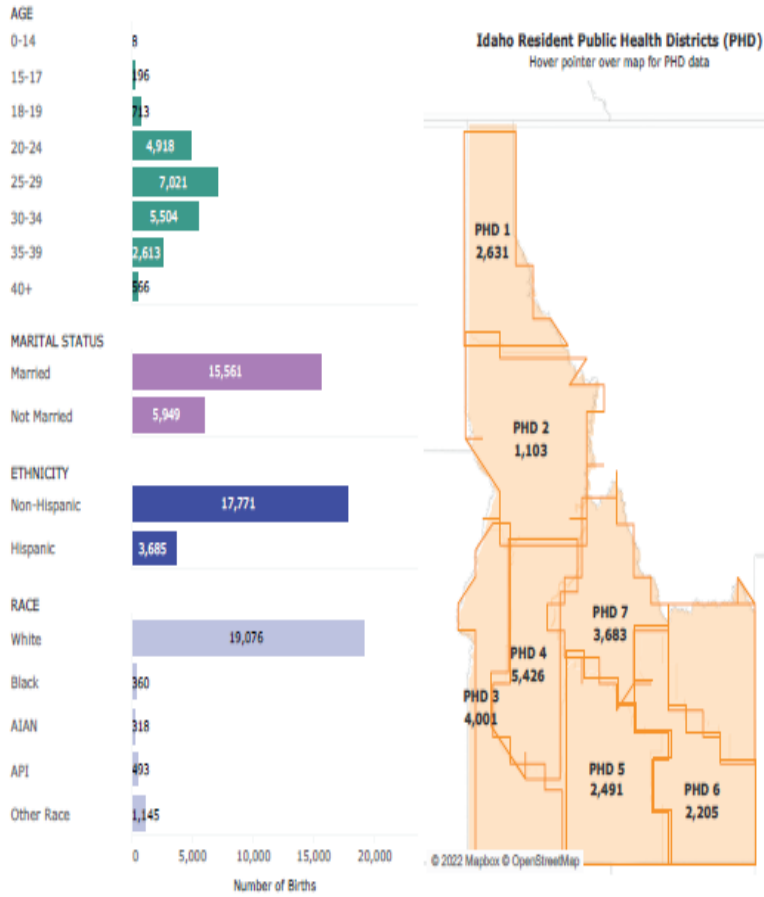 AGE
0-14 8
15-17 196
18-19 713
20-24 4,918
25-29 7,021
30-34 5,504
35-39 2,613
40+ 566
MARITAL STATUS
Married 15,561
Not Married 5,949
ETHNICITY
Non-Hispanic 17,771
Hispanic 3,685
RACE
White 19,076
Black 360
AIAN 318
API 493
Other Race 1,145
0 5,000 10,000 15,000 20,000
Number of Births
Idaho Resident Public Health Districts (PHD)
Hover pointer over map for PHD data
PHD 1
2,631
PHD 2
1,103
PHD 7
3,683
PHD 4
5,426
PHD 3
4,001
PHD 5
2,491
PHD 6
2,205
© 2022 Mapbox © OpenStreetMap